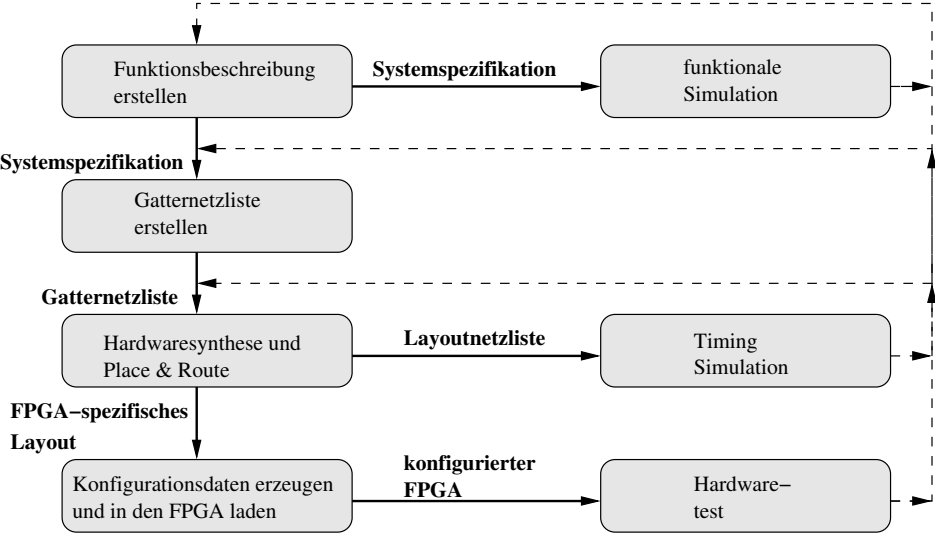 Funktionsbeschreibung
erstellen
Systemspezifikation
funktionale
Simulation
Systemspezifikation
Gatternetzliste
erstellen
Gatternetzliste
Hardwaresynthese und
Place & Route
Layoutnetzliste
Timing
Simulation
FPGA−spezifisches
Layout
Konfigurationsdaten erzeugen
und in den FPGA laden
konfigurierter
FPGA
Hardware−
test